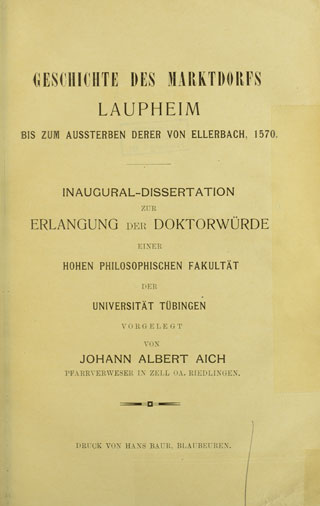 GESCHICHTE DES MARKTDORFS
LAUPHEIM
BIS ZUM AUSSTERBEN DERER VON ELLERBACH, 1570.
INAUGURAL-DISSERTATION
ZUR
ERLANGUNG DER DOKTORWÜRDE
EINER
HOHEN PHILOSOPHISCHEN FAKULTÄT
DER
UNIVERSITÄT TÜBINGEN
VORGELEGT
VON
JOHANN ALBERT AICH
PFARRVERWESER IN ZELL OA. RIEDLINGEN.
DRUCK VON HANS BAUR, BLAUBEUREN.